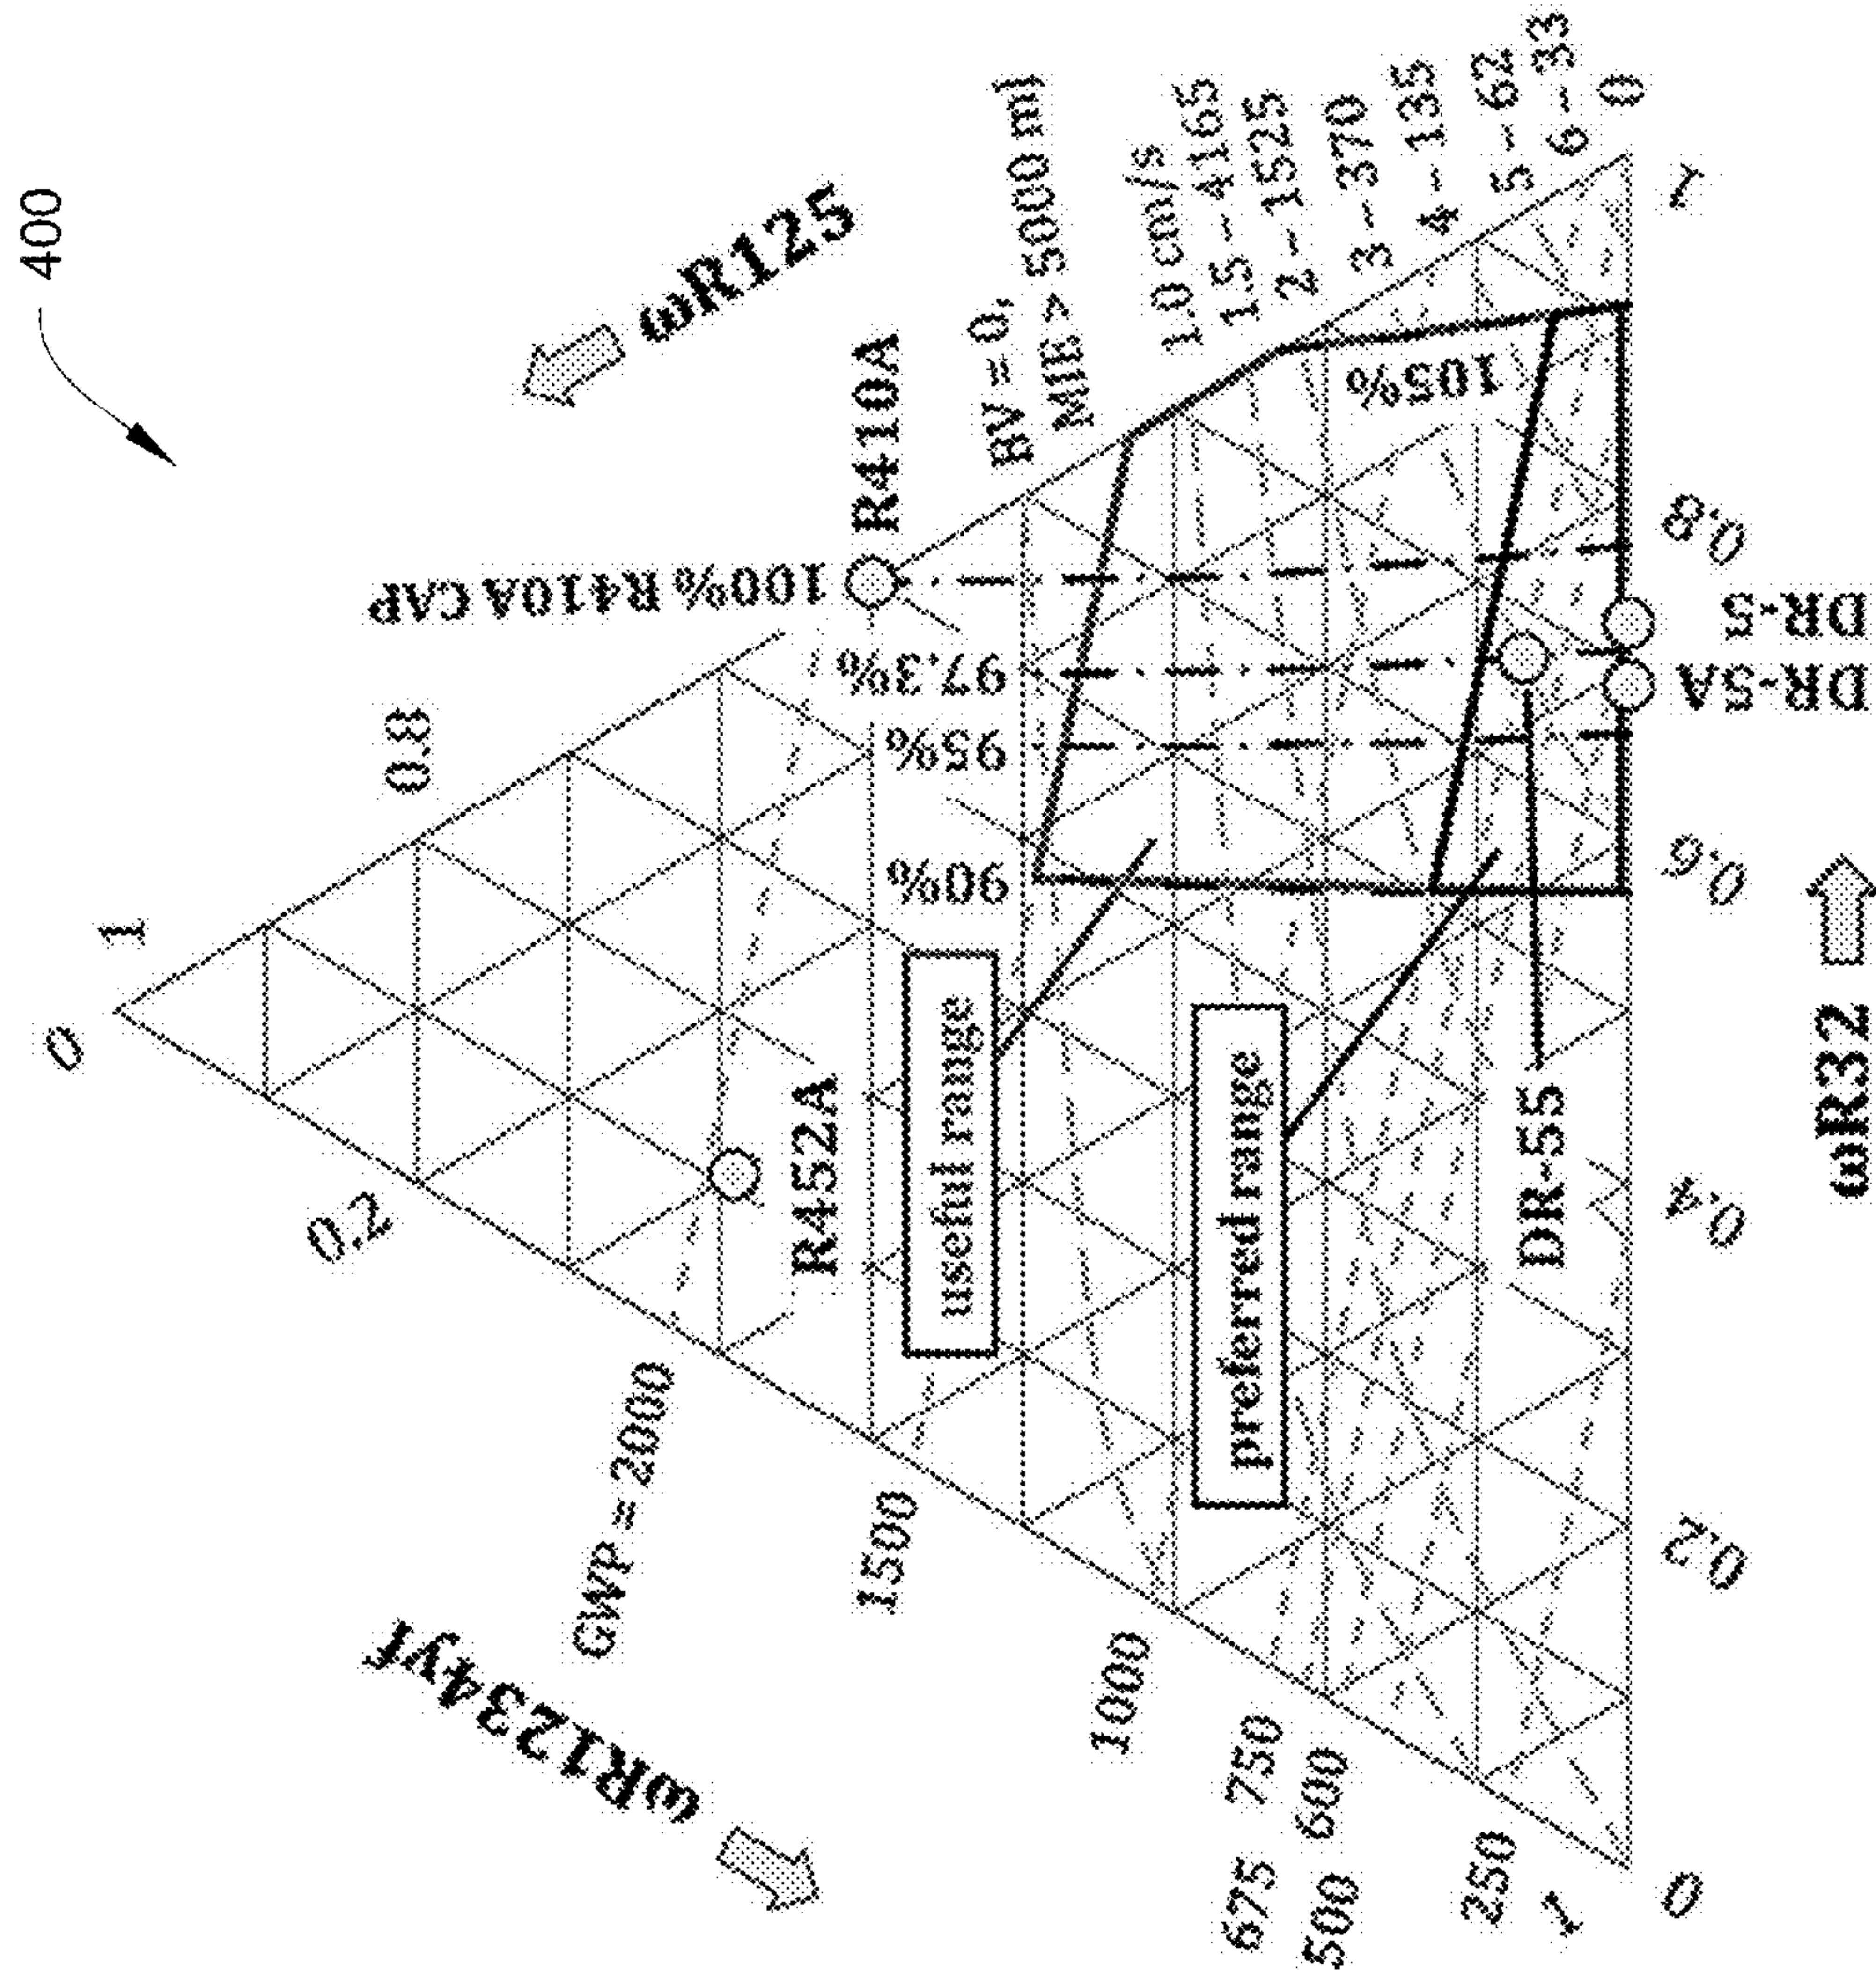 400
ωR125
ωR1234yf
0
1
0.8
0.2
GWP = 2000
1500
1000
675 750
500 600
250
1
100% R410A CAP
R410A
97.3%
95%
90%
105%
BV = 0,
MIE > 5000 mJ
1.0 cm/s
1.5 – 4165
2 – 1525
3 – 370
4 – 135
5 – 62
6 – 33
0
R452A
useful range
preferred range
DR-55
DR-5A
DR-5
0
0.2
0.4
0.6
0.8
1
ωR32